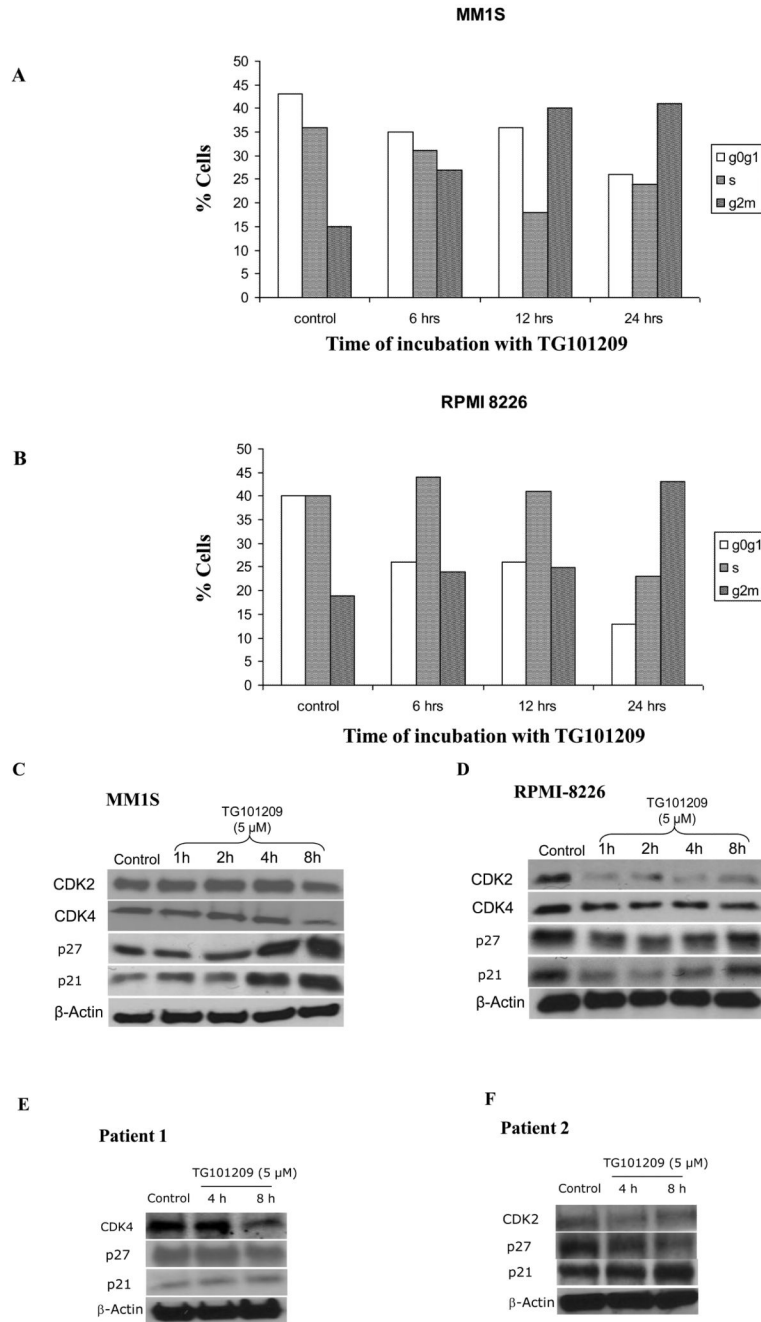 MM1S
A
50
45
40
35
30
25
20
15
10
5
0
% Cells
control 6 hrs 12 hrs 24 hrs
Time of incubation with TG101209
g0g1
s
g2m
RPMI 8226
B
50
45
40
35
30
25
20
15
10
5
0
% Cells
control 6 hrs 12 hrs 24 hrs
Time of incubation with TG101209
g0g1
s
g2m
C
MM1S
TG101209
(5 µM)
Control 1h 2h 4h 8h
CDK2
CDK4
p27
p21
β-Actin
D
RPMI-8226
TG101209
(5 µM)
Control 1h 2h 4h 8h
CDK2
CDK4
p27
p21
β-Actin
E
Patient 1
TG101209 (5 µM)
Control 4 h 8 h
CDK4
p27
p21
β-Actin
F
Patient 2
TG101209 (5 µM)
Control 4 h 8 h
CDK2
p27
p21
β-Actin